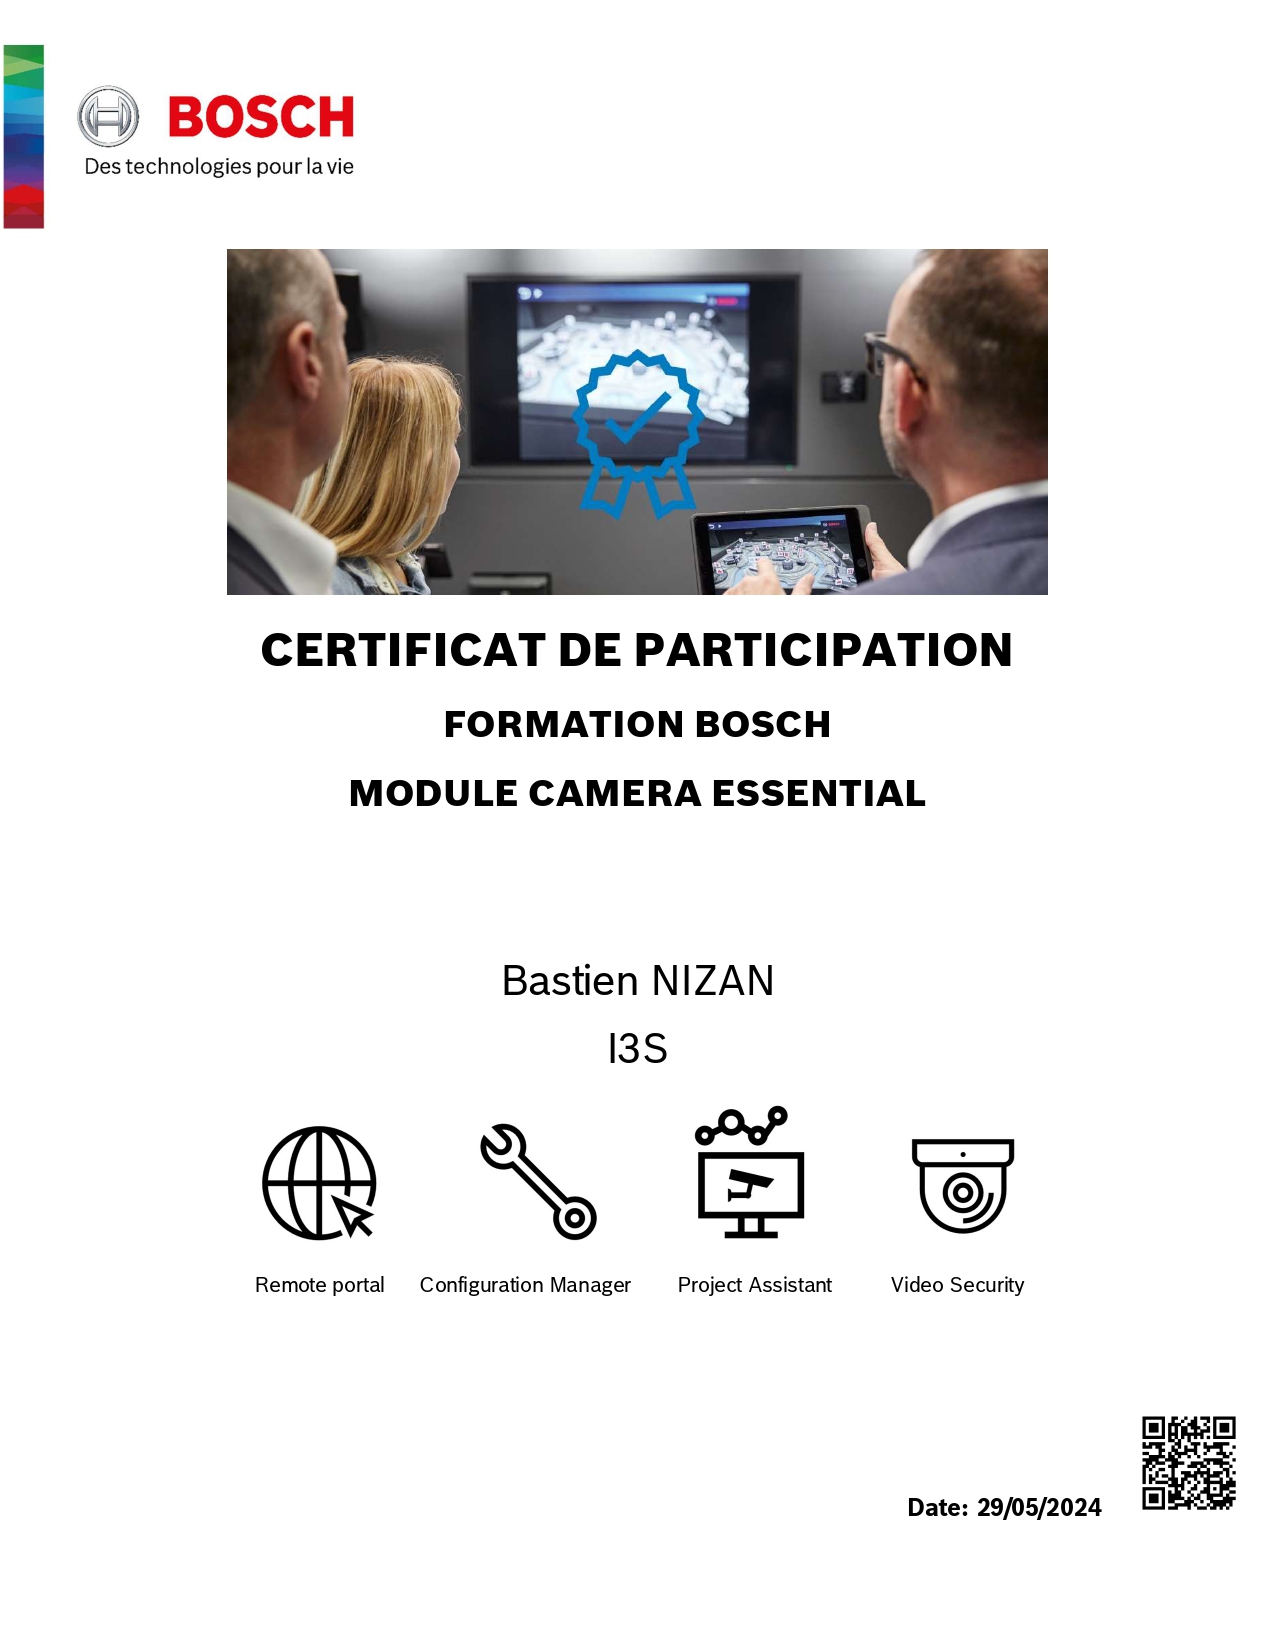 BOSCH
Des technologies pour la vie
CERTIFICAT DE PARTICIPATION
FORMATION BOSCH
MODULE CAMERA ESSENTIAL
Bastien NIZAN
I3S
Remote portal
Configuration Manager
Project Assistant
Video Security
Date: 29/05/2024